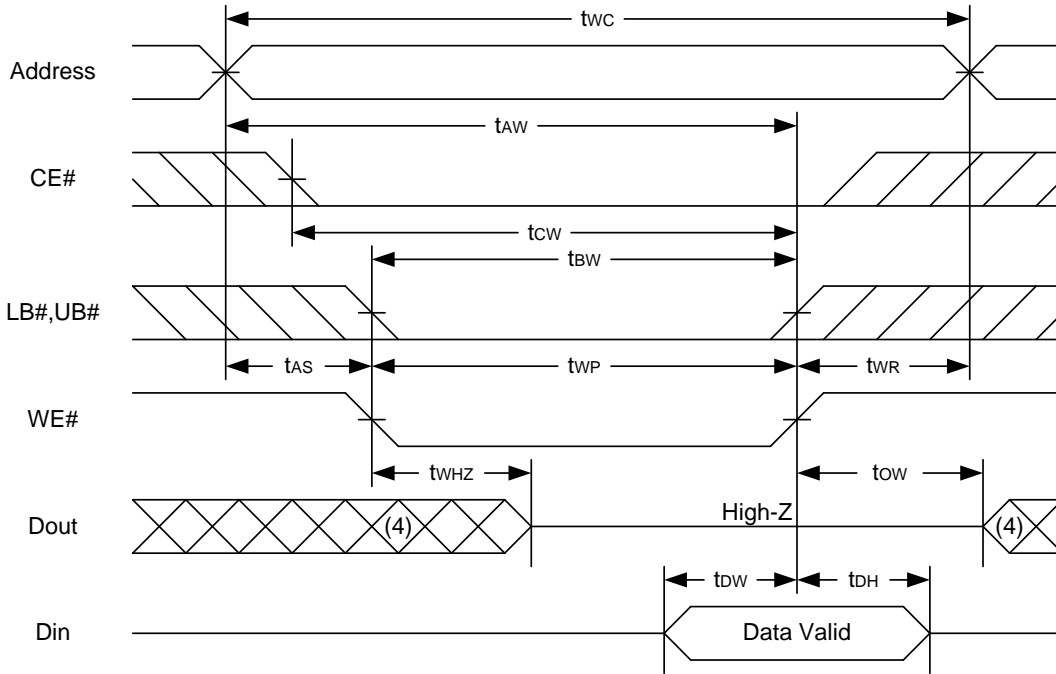 tWC
Address
tAW
CE#
tCW
tBW
LB#,UB#
tAS
tWP
tWR
WE#
tWHZ
tOW
High-Z
Dout
(4)
(4)
tDW
tDH
Din
Data Valid